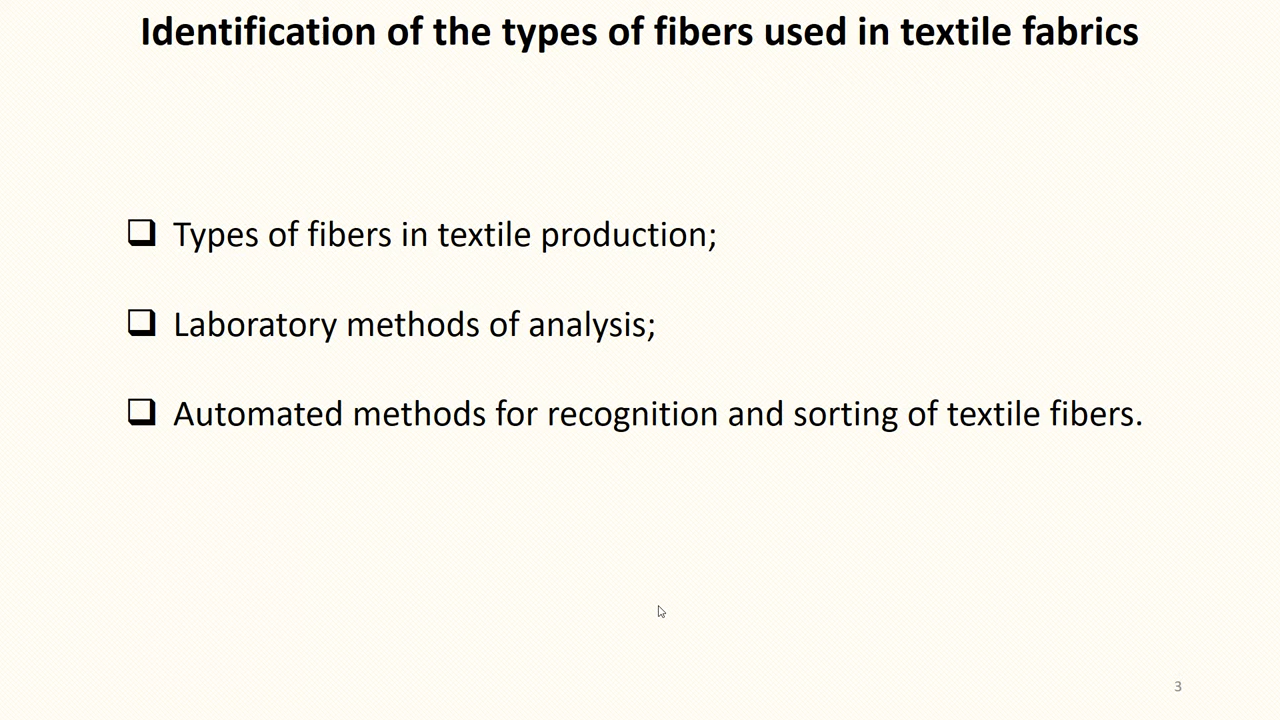 Identification of the types of fibers used in textile fabrics
❑ Types of fibers in textile production;
❑ Laboratory methods of analysis;
❑ Automated methods for recognition and sorting of textile fibers.
3